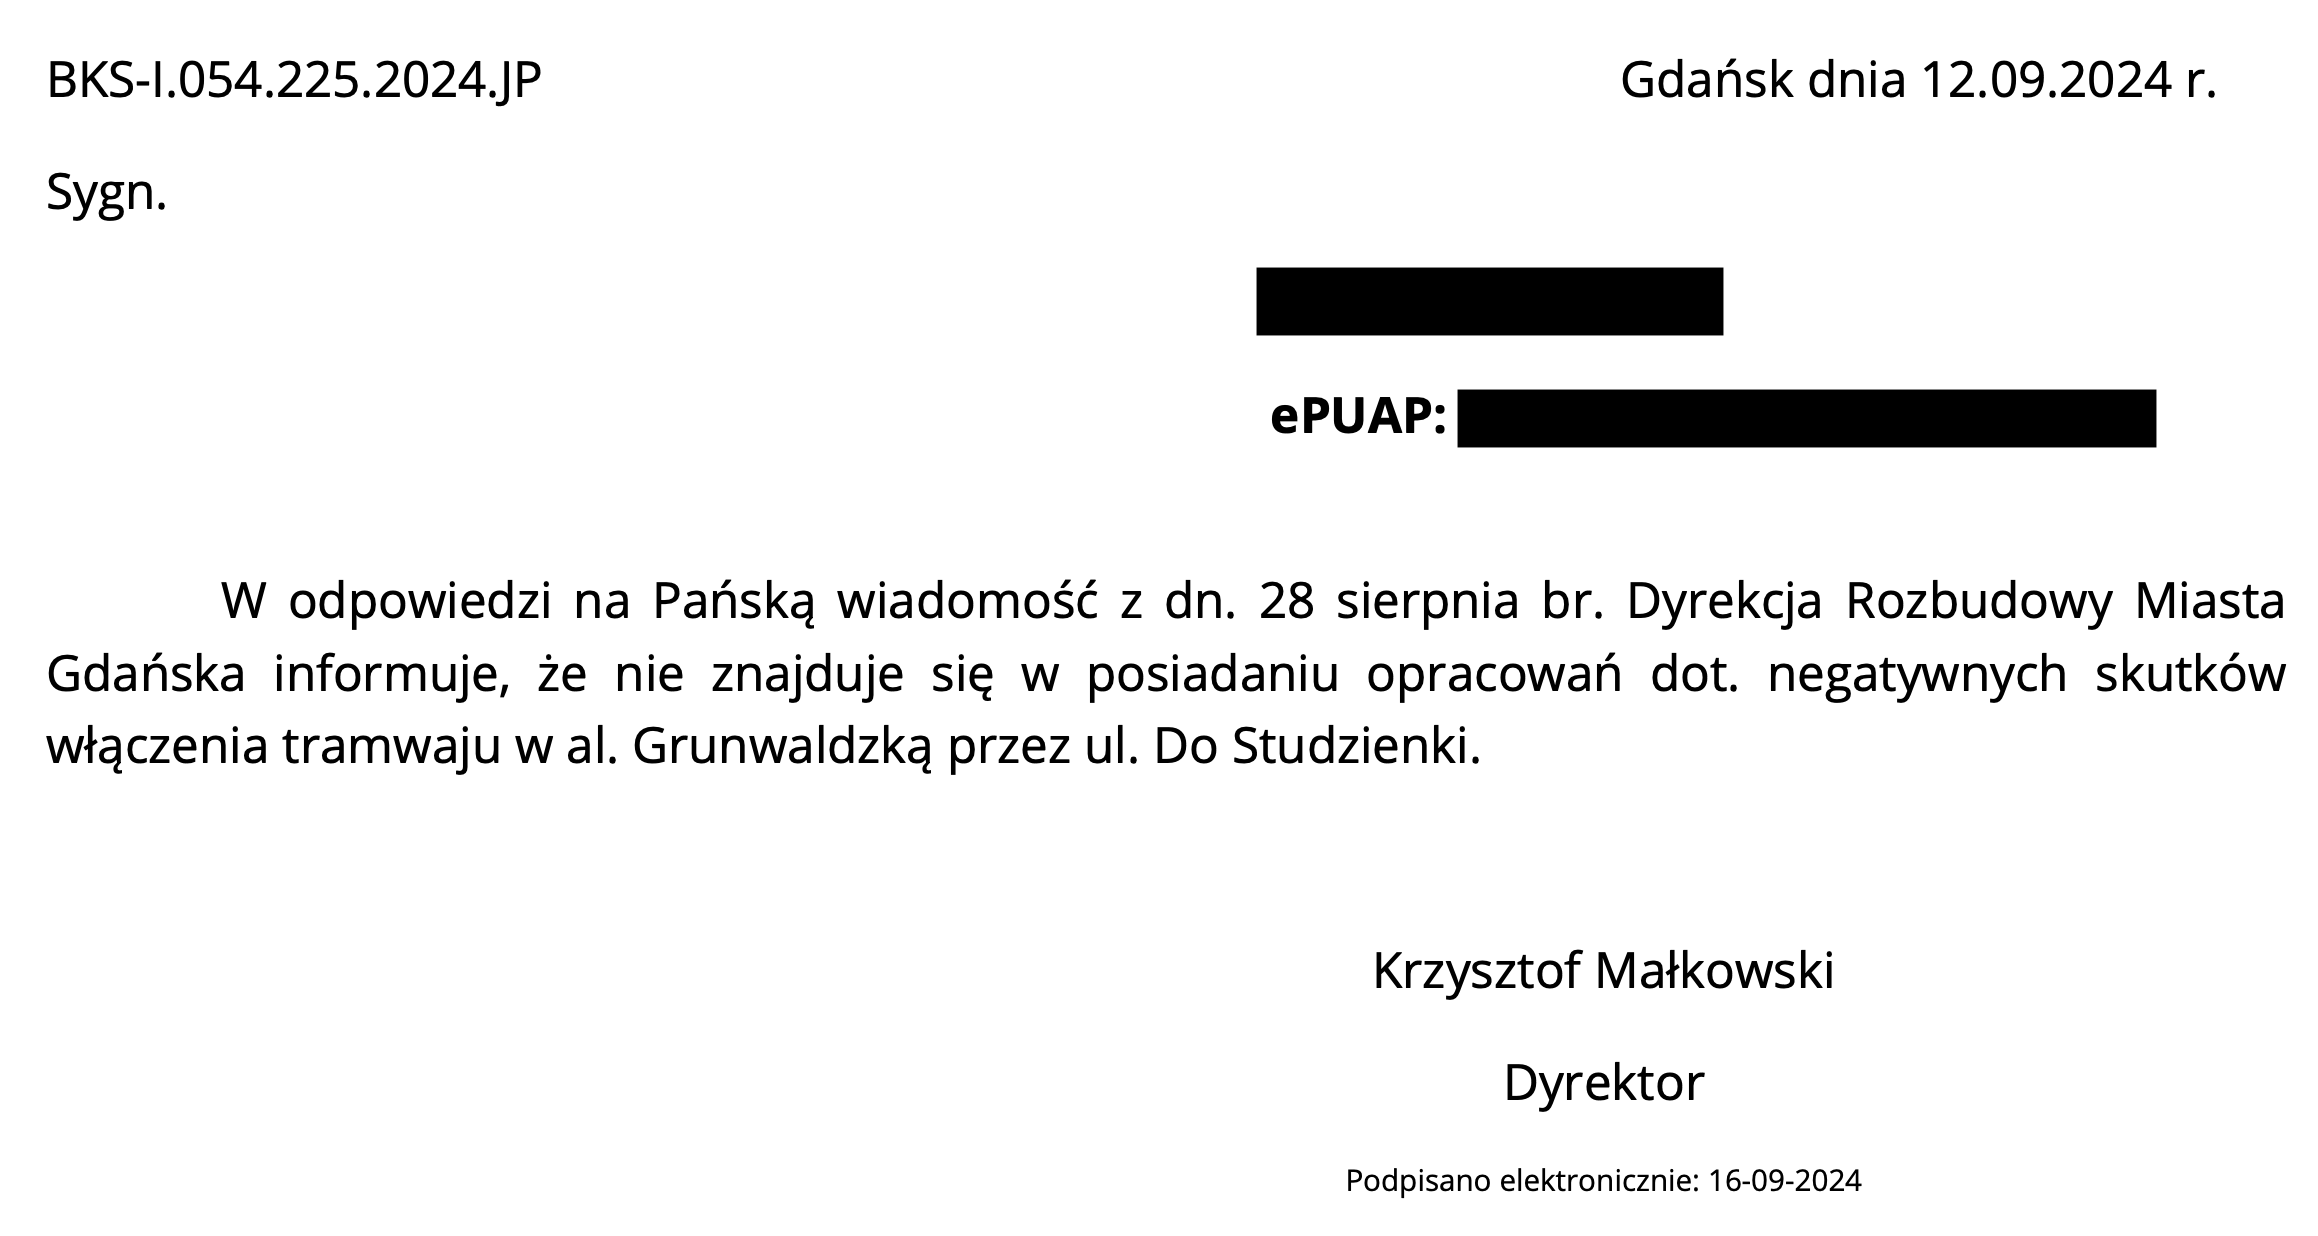 BKS-I.054.225.2024.JP Gdańsk dnia 12.09.2024 r.
Sygn.
ePUAP:
W odpowiedzi na Pańską wiadomość z dn. 28 sierpnia br. Dyrekcja Rozbudowy Miasta
Gdańska informuje, że nie znajduje się w posiadaniu opracowań dot. negatywnych skutków
włączenia tramwaju w al. Grunwaldzką przez ul. Do Studzienki.
Krzysztof Małkowski
Dyrektor
Podpisano elektronicznie: 16-09-2024